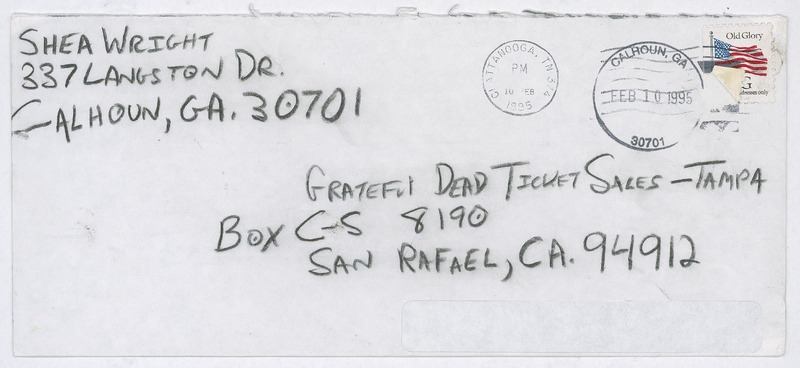 SHEA WRIGHT
337 LANGSTON DR.
CALHOUN, GA. 30701
CHATTANOOGA, TN 374
PM
10 FEB
1995
CALHOUN, GA
FEB 10 1995
30701
Old Glory
G
GRATEFUL DEAD TICKET SALES - TAMPA
BOX C-S 8190
SAN RAFAEL, CA. 94912